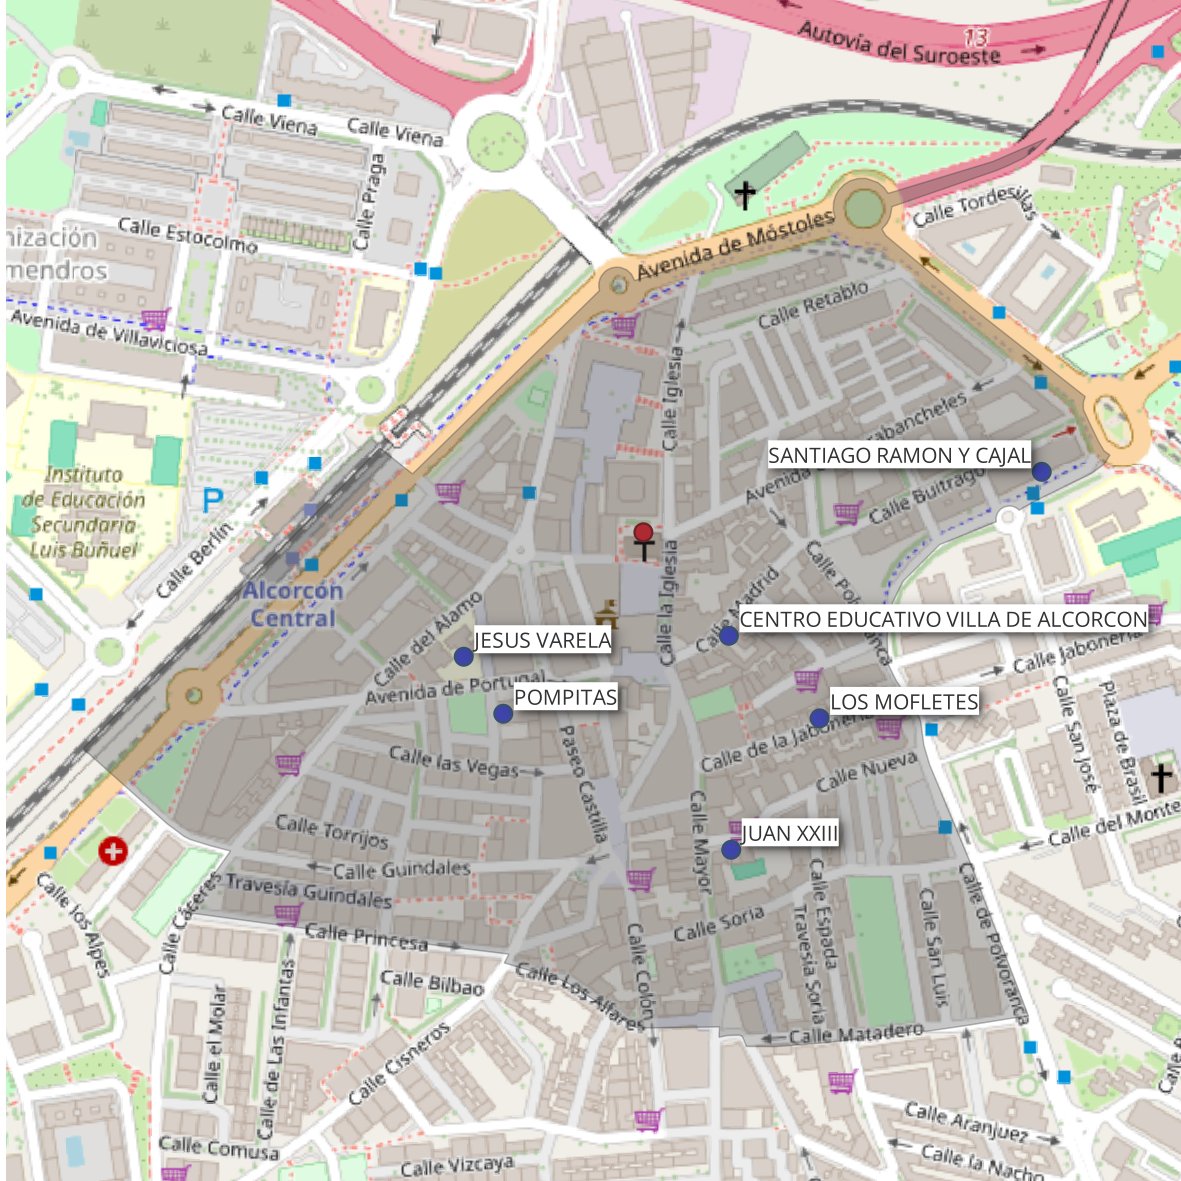 Autovía del Suroeste
13
Calle Viena
Calle Viena
Calle Praga
Calle Tordesillas
Calle Estocolmo
nización
mendros
Avenida de Móstoles
Calle Retablo
Avenida de Villaviciosa
Calle Iglesia
SANTIAGO RAMON Y CAJAL
Avenida
Calle Buitrago
Instituto
de Educación
Secundaria
Luis Buñuel
P
Calle Berlín
Alcorcón
Central
Calle la Iglesia
Calle Madrid
CENTRO EDUCATIVO VILLA DE ALCORCON
Calle del Álamo
JESUS VARELA
Calle Jabonería
Avenida de Portugal
POMPITAS
LOS MOFLETES
Calle San José
Plaza de Brasil
Calle de la Jabonería
Calle las Vegas
Paseo Castilla
Calle Nueva
Calle Torrijos
JUAN XXIII
Calle Mayor
Calle del Monte
Calle Guindales
Travesía Guindales
Calle los Alpes
Calle Cáceres
Calle Soria
Calle Espada
Travesía Soria
Calle San Luis
Calle de Polvoranca
Calle Princesa
Calle Colón
Calle Bilbao
Calle Los Alfares
Calle Matadero
Calle el Molar
Calle de Las Infantas
Calle Cisneros
Calle Aranjuez
Calle Comusa
Calle Vizcaya
Calle la Nacho